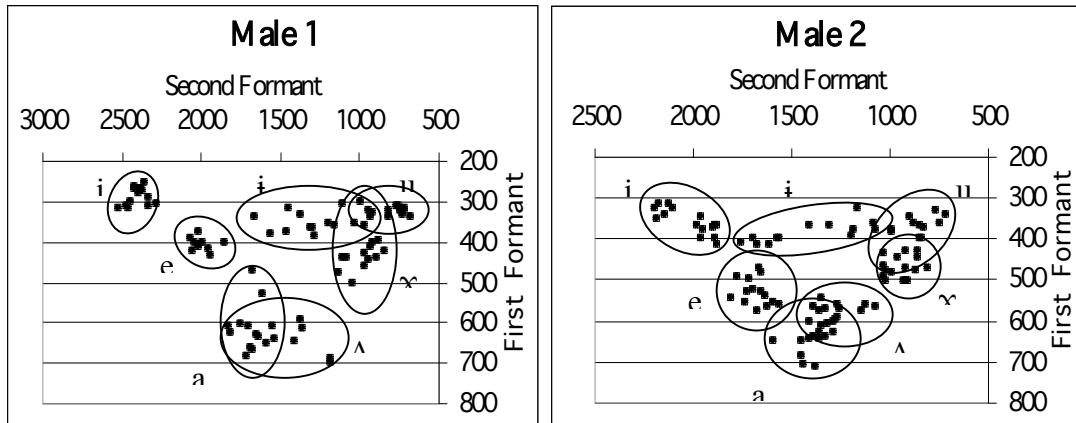 Male 1
Second Formant
3000 2500 2000 1500 1000 500
200
300
400
500
600
700
800
First Formant
i
ɨ
u
e
ɤ
a
ʌ
Male 2
Second Formant
2500 2000 1500 1000 500
200
300
400
500
600
700
800
First Formant
i
ɨ
u
e
ɤ
a
ʌ